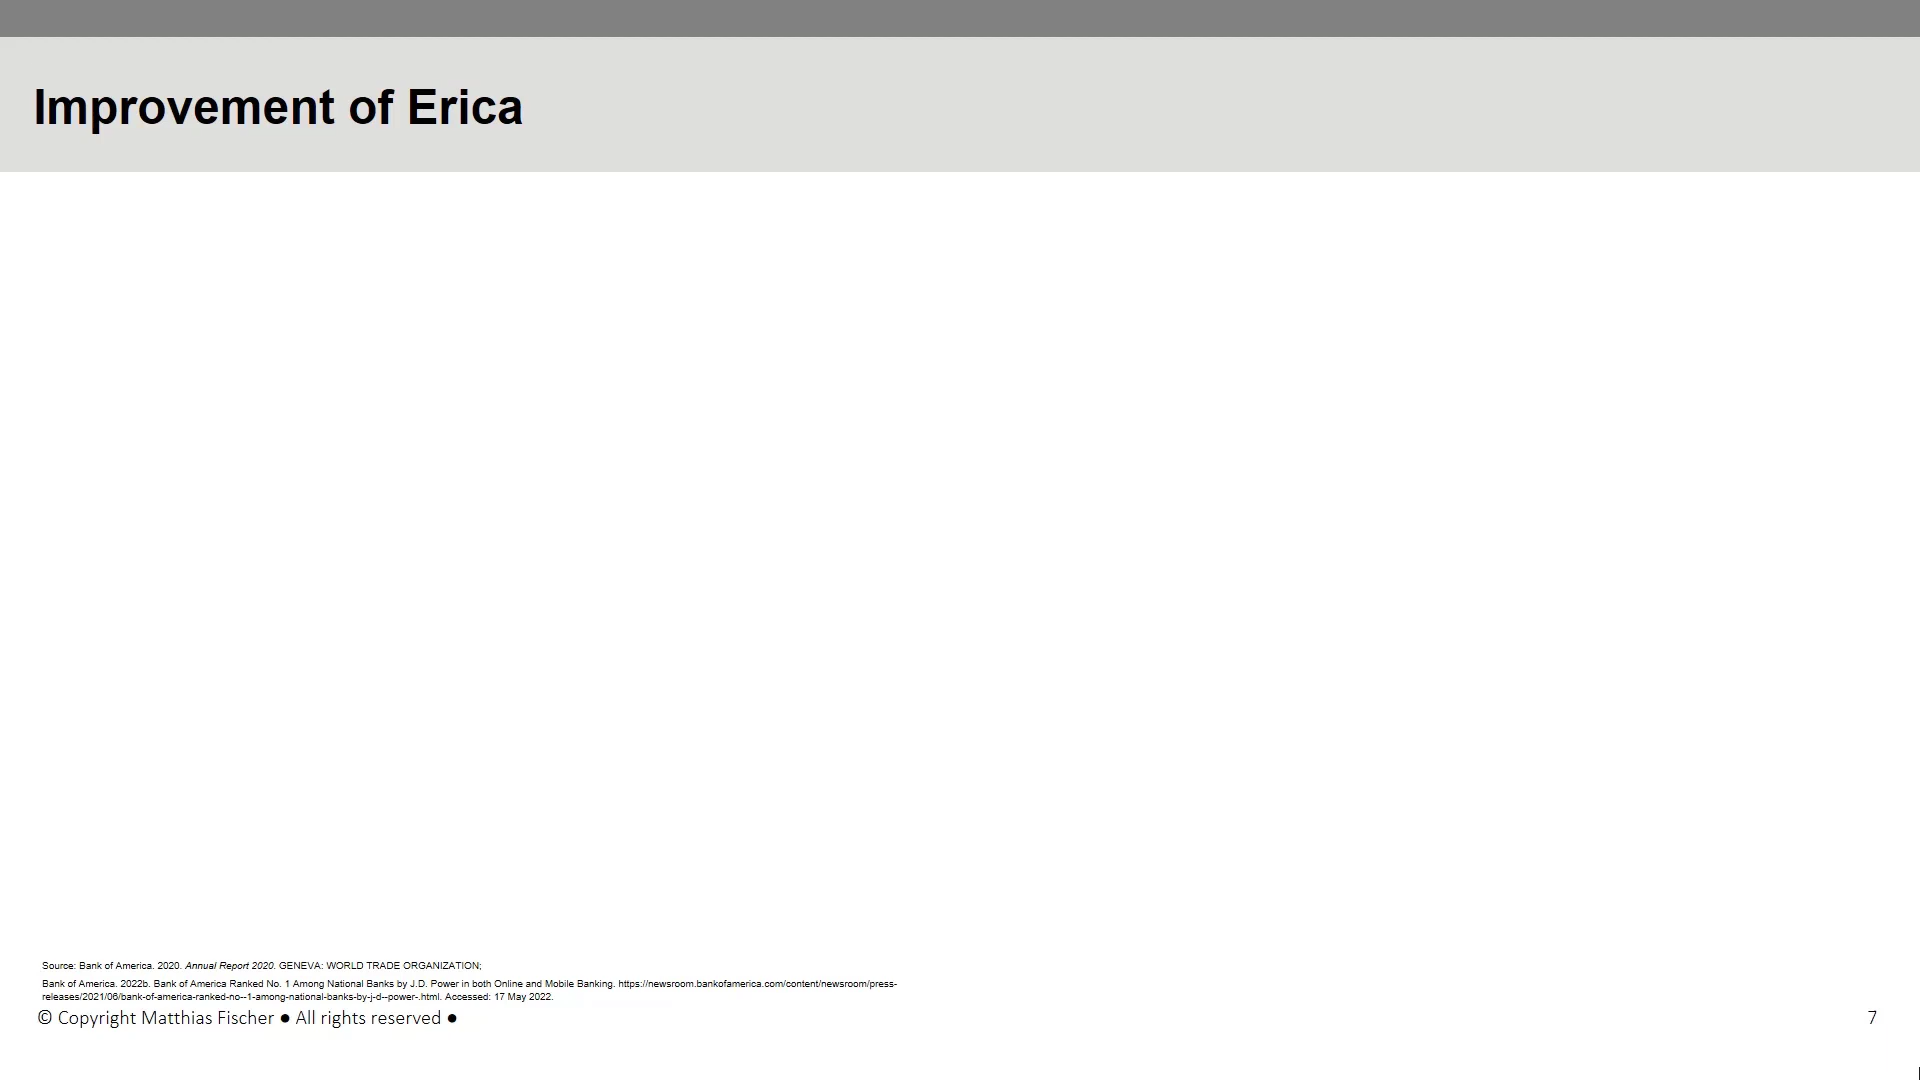 Improvement of Erica
Source: Bank of America. 2020. Annual Report 2020. GENEVA: WORLD TRADE ORGANIZATION;
Bank of America. 2022b. Bank of America Ranked No. 1 Among National Banks by J.D. Power in both Online and Mobile Banking. https://newsroom.bankofamerica.com/content/newsroom/press-
releases/2021/06/bank-of-america-ranked-no--1-among-national-banks-by-j-d--power-.html. Accessed: 17 May 2022.
© Copyright Matthias Fischer ● All rights reserved ●
7